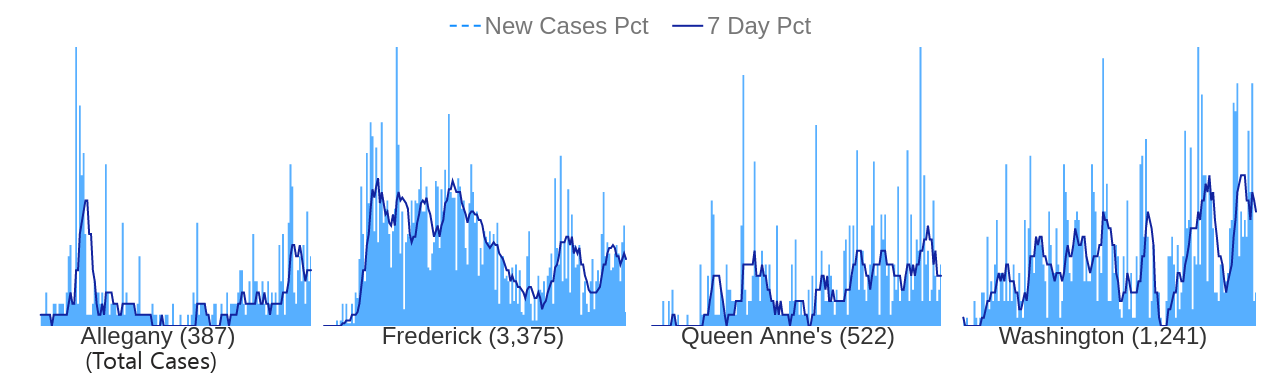 New Cases Pct 7 Day Pct
Allegany (387) Frederick (3,375) Queen Anne's (522) Washington (1,241)
(Total Cases)